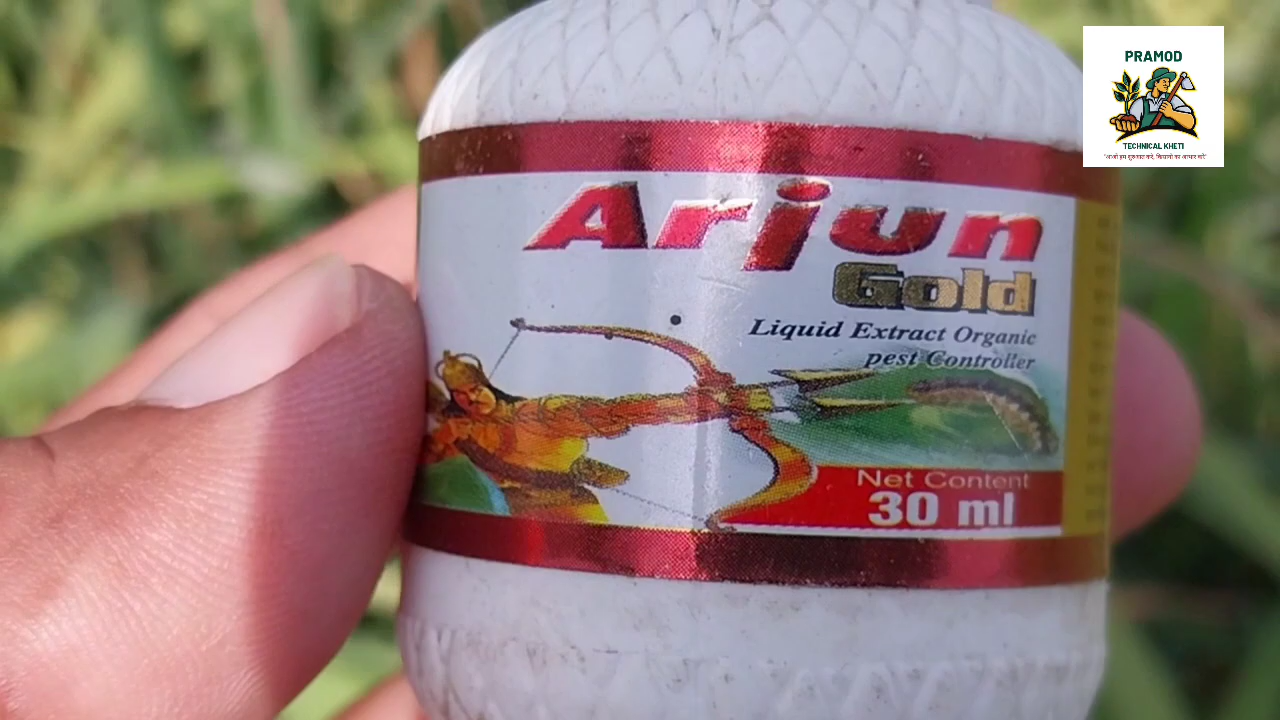 PRAMOD
TECHNICAL KHETI
Arjun
Gold
Liquid Extract Organic
pest Controller
Net Content
30 ml